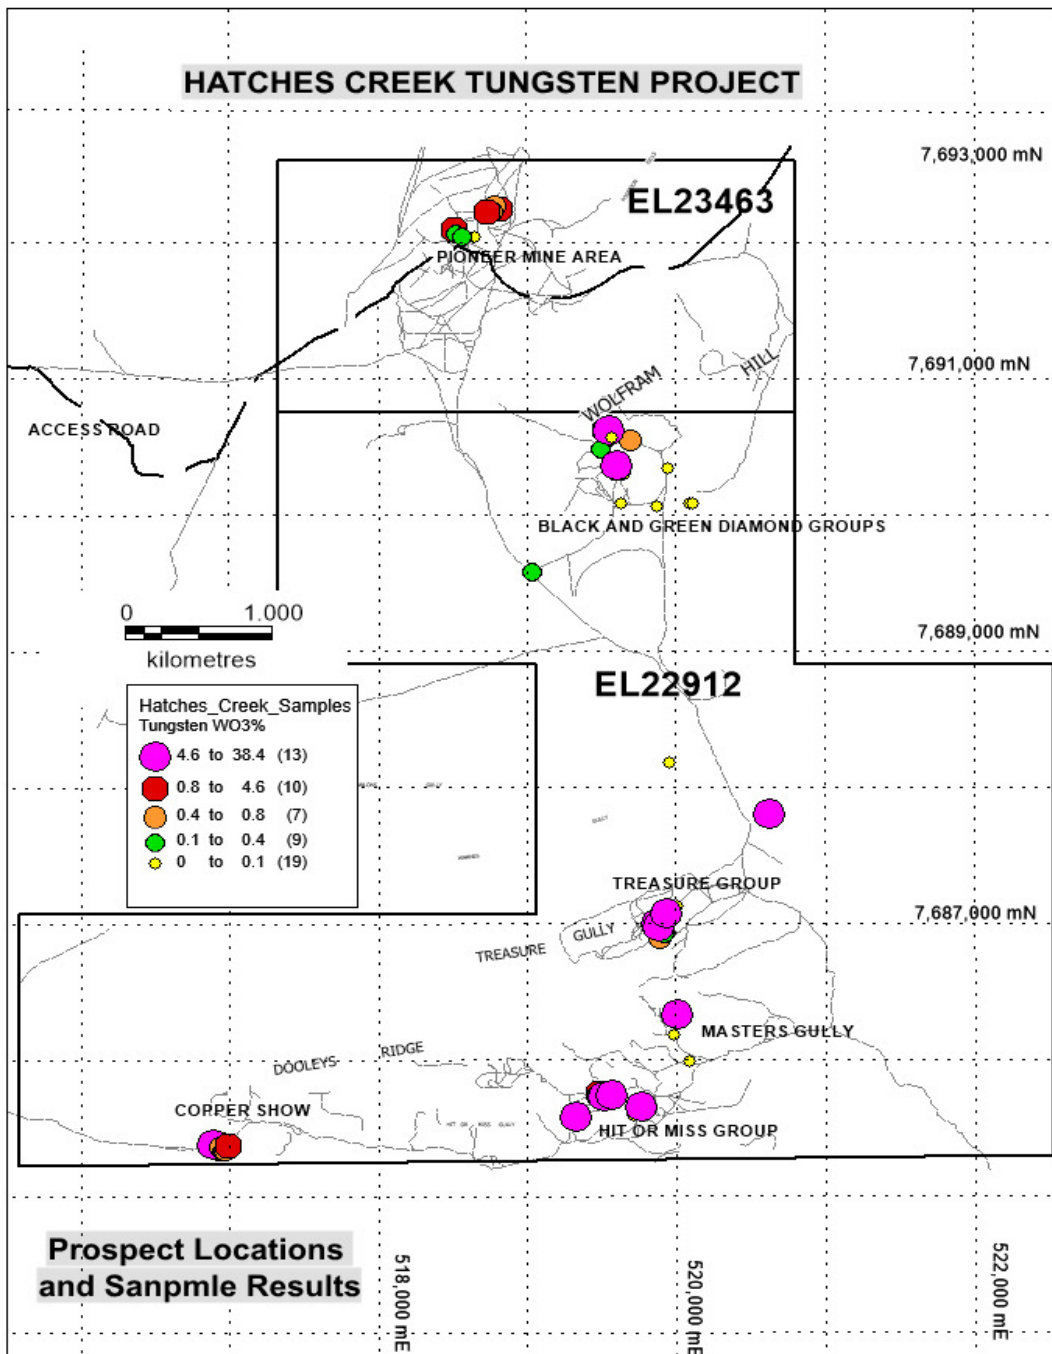 HATCHES CREEK TUNGSTEN PROJECT
7,693,000 mN
EL23463
PIONEER MINE AREA
7,691,000 mN
HILL
WOLFRAM
ACCESS ROAD
BLACK AND GREEN DIAMOND GROUPS
0 1.000
kilometres
7,689,000 mN
EL22912
Hatches_Creek_Samples
Tungsten WO3%
4.6 to 38.4 (13)
0.8 to 4.6 (10)
0.4 to 0.8 (7)
0.1 to 0.4 (9)
0 to 0.1 (19)
GULLY
TREASURE GROUP
7,687,000 mN
TREASURE GULLY
MASTERS GULLY
DOOLEYS RIDGE
COPPER SHOW
HIT OR MISS GULLY
HIT OR MISS GROUP
Prospect Locations
and Sanpmle Results
518,000 mE
520,000 mE
522,000 mE